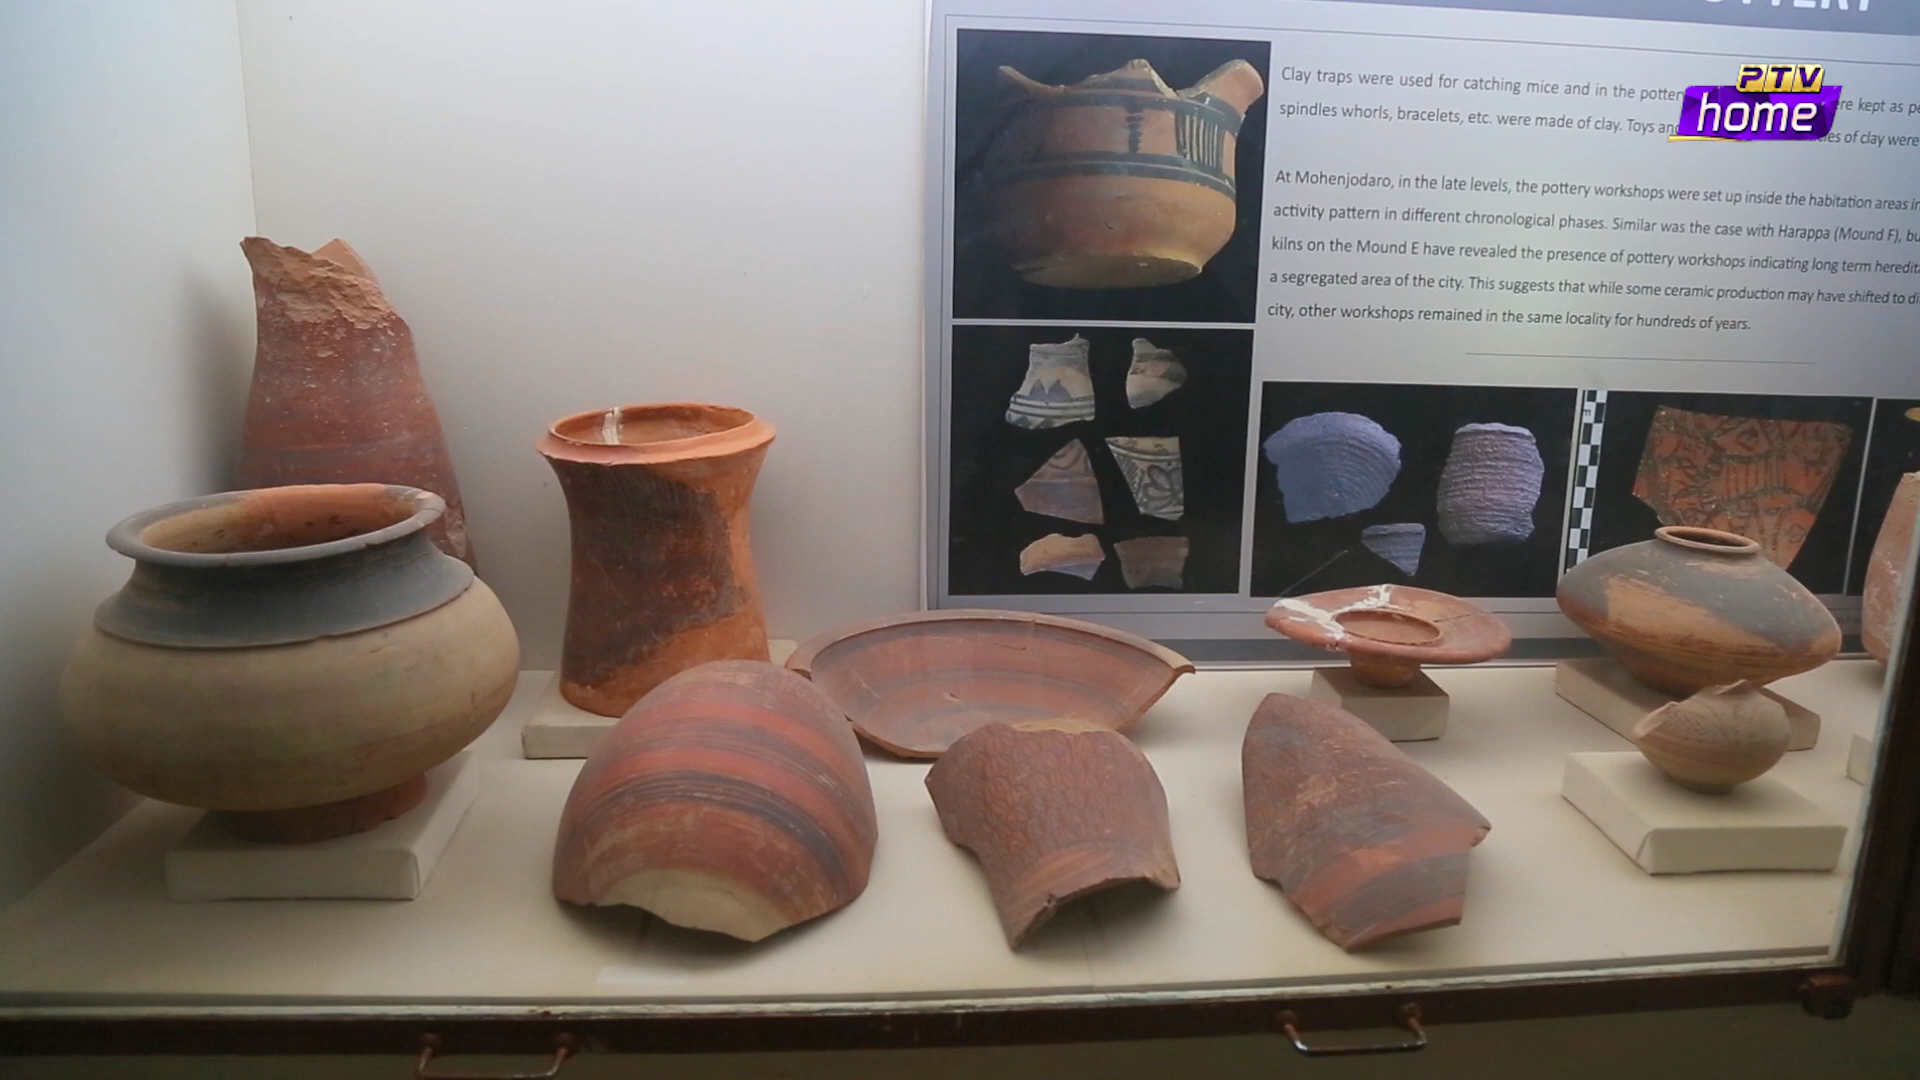 PTV
home
Clay traps were used for catching mice and in the
spindles whorls, bracelets, etc. were made of clay. Toys
ere kept as
of clay were
At Mohenjodaro, in the late levels, the pottery workshops were set up inside the habitation areas
activity pattern in different chronological phases. Similar was the case with Harappa (Mound F),
kilns on the Mound E have revealed the presence of pottery workshops indicating long term
a segregated area of the city. This suggests that while some ceramic production may have shifted to
city, other workshops remained in the same locality for hundreds of years.